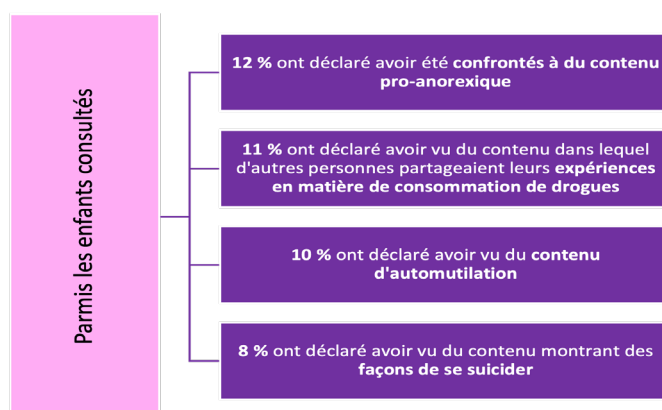 Parmis les enfants consultés
12 % ont déclaré avoir été confrontés à du contenu
pro-anorexique
11 % ont déclaré avoir vu du contenu dans lequel
d'autres personnes partageaient leurs expériences
en matière de consommation de drogues
10 % ont déclaré avoir vu du contenu
d'automutilation
8 % ont déclaré avoir vu du contenu montrant des
façons de se suicider